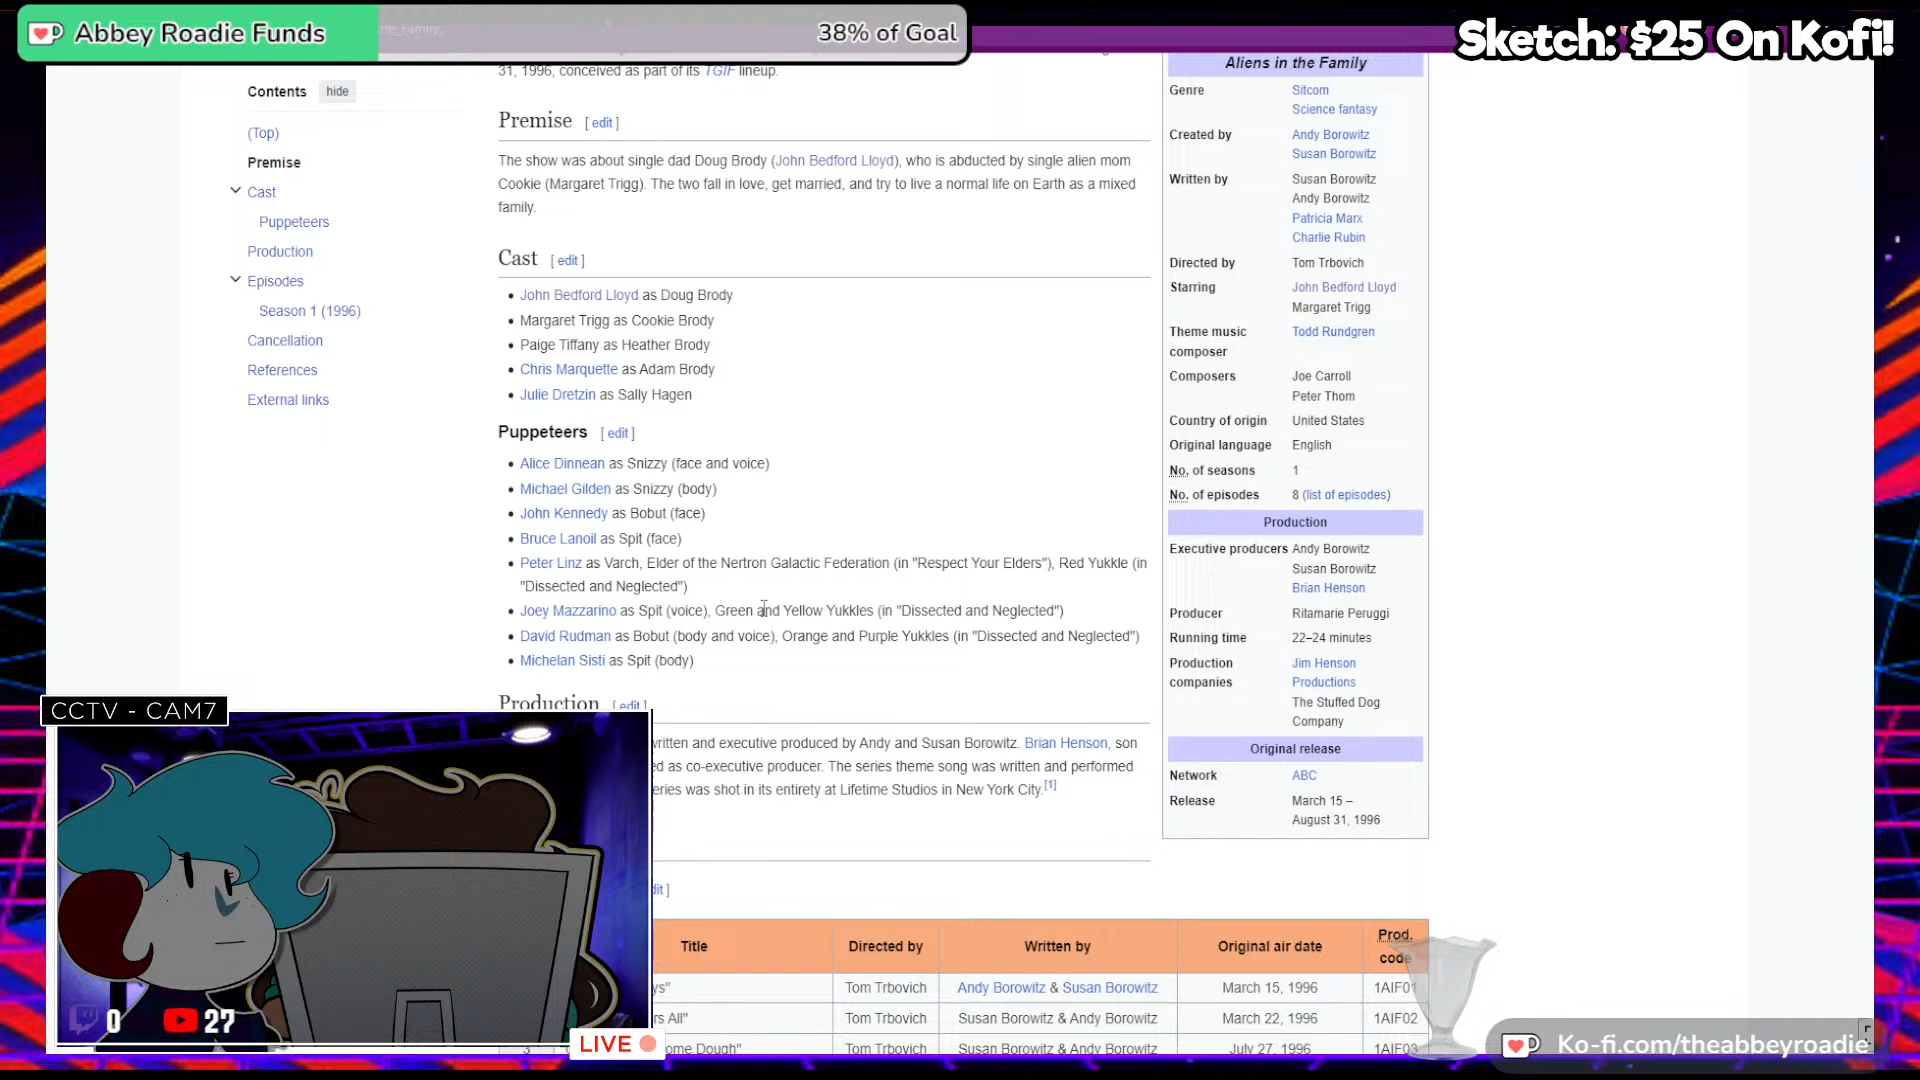 Abbey Roadie Funds
38% of Goal
Sketch: $25 On Kofi!
31, 1996, conceived as part of its TGIF lineup.
Contents hide
(Top)
Premise
Cast
Puppeteers
Production
Episodes
Season 1 (1996)
Cancellation
References
External links
Premise [ edit ]
The show was about single dad Doug Brody (John Bedford Lloyd), who is abducted by single alien mom
Cookie (Margaret Trigg). The two fall in love, get married, and try to live a normal life on Earth as a mixed
family.
Cast [ edit ]
John Bedford Lloyd as Doug Brody
Margaret Trigg as Cookie Brody
Paige Tiffany as Heather Brody
Chris Marquette as Adam Brody
Julie Dretzin as Sally Hagen
Puppeteers [ edit ]
Alice Dinnean as Snizzy (face and voice)
Michael Gilden as Snizzy (body)
John Kennedy as Bobut (face)
Bruce Lanoil as Spit (face)
Peter Linz as Varch, Elder of the Nertron Galactic Federation (in "Respect Your Elders"), Red Yukkle (in
"Dissected and Neglected")
Joey Mazzarino as Spit (voice), Green and Yellow Yukkles (in "Dissected and Neglected")
David Rudman as Bobut (body and voice), Orange and Purple Yukkles (in "Dissected and Neglected")
Michelan Sisti as Spit (body)
Production [ edit ]
written and executive produced by Andy and Susan Borowitz. Brian Henson, son
ed as co-executive producer. The series theme song was written and performed
eries was shot in its entirety at Lifetime Studios in New York City.[1]
dit ]
Title Directed by Written by Original air date Prod. code
ys" Tom Trbovich Andy Borowitz & Susan Borowitz March 15, 1996 1AIF01
rs All" Tom Trbovich Susan Borowitz & Andy Borowitz March 22, 1996 1AIF02
3 ome Dough" Tom Trbovich Susan Borowitz & Andy Borowitz July 27, 1996 1AIF03
Aliens in the Family
Genre Sitcom
Science fantasy
Created by Andy Borowitz
Susan Borowitz
Written by Susan Borowitz
Andy Borowitz
Patricia Marx
Charlie Rubin
Directed by Tom Trbovich
Starring John Bedford Lloyd
Margaret Trigg
Theme music Todd Rundgren
composer
Composers Joe Carroll
Peter Thom
Country of origin United States
Original language English
No. of seasons 1
No. of episodes 8 (list of episodes)
Production
Executive producers Andy Borowitz
Susan Borowitz
Brian Henson
Producer Ritamarie Peruggi
Running time 22–24 minutes
Production Jim Henson
companies Productions
The Stuffed Dog
Company
Original release
Network ABC
Release March 15 –
August 31, 1996
CCTV - CAM7
0 27
LIVE
Ko-fi.com/theabbeyroadie